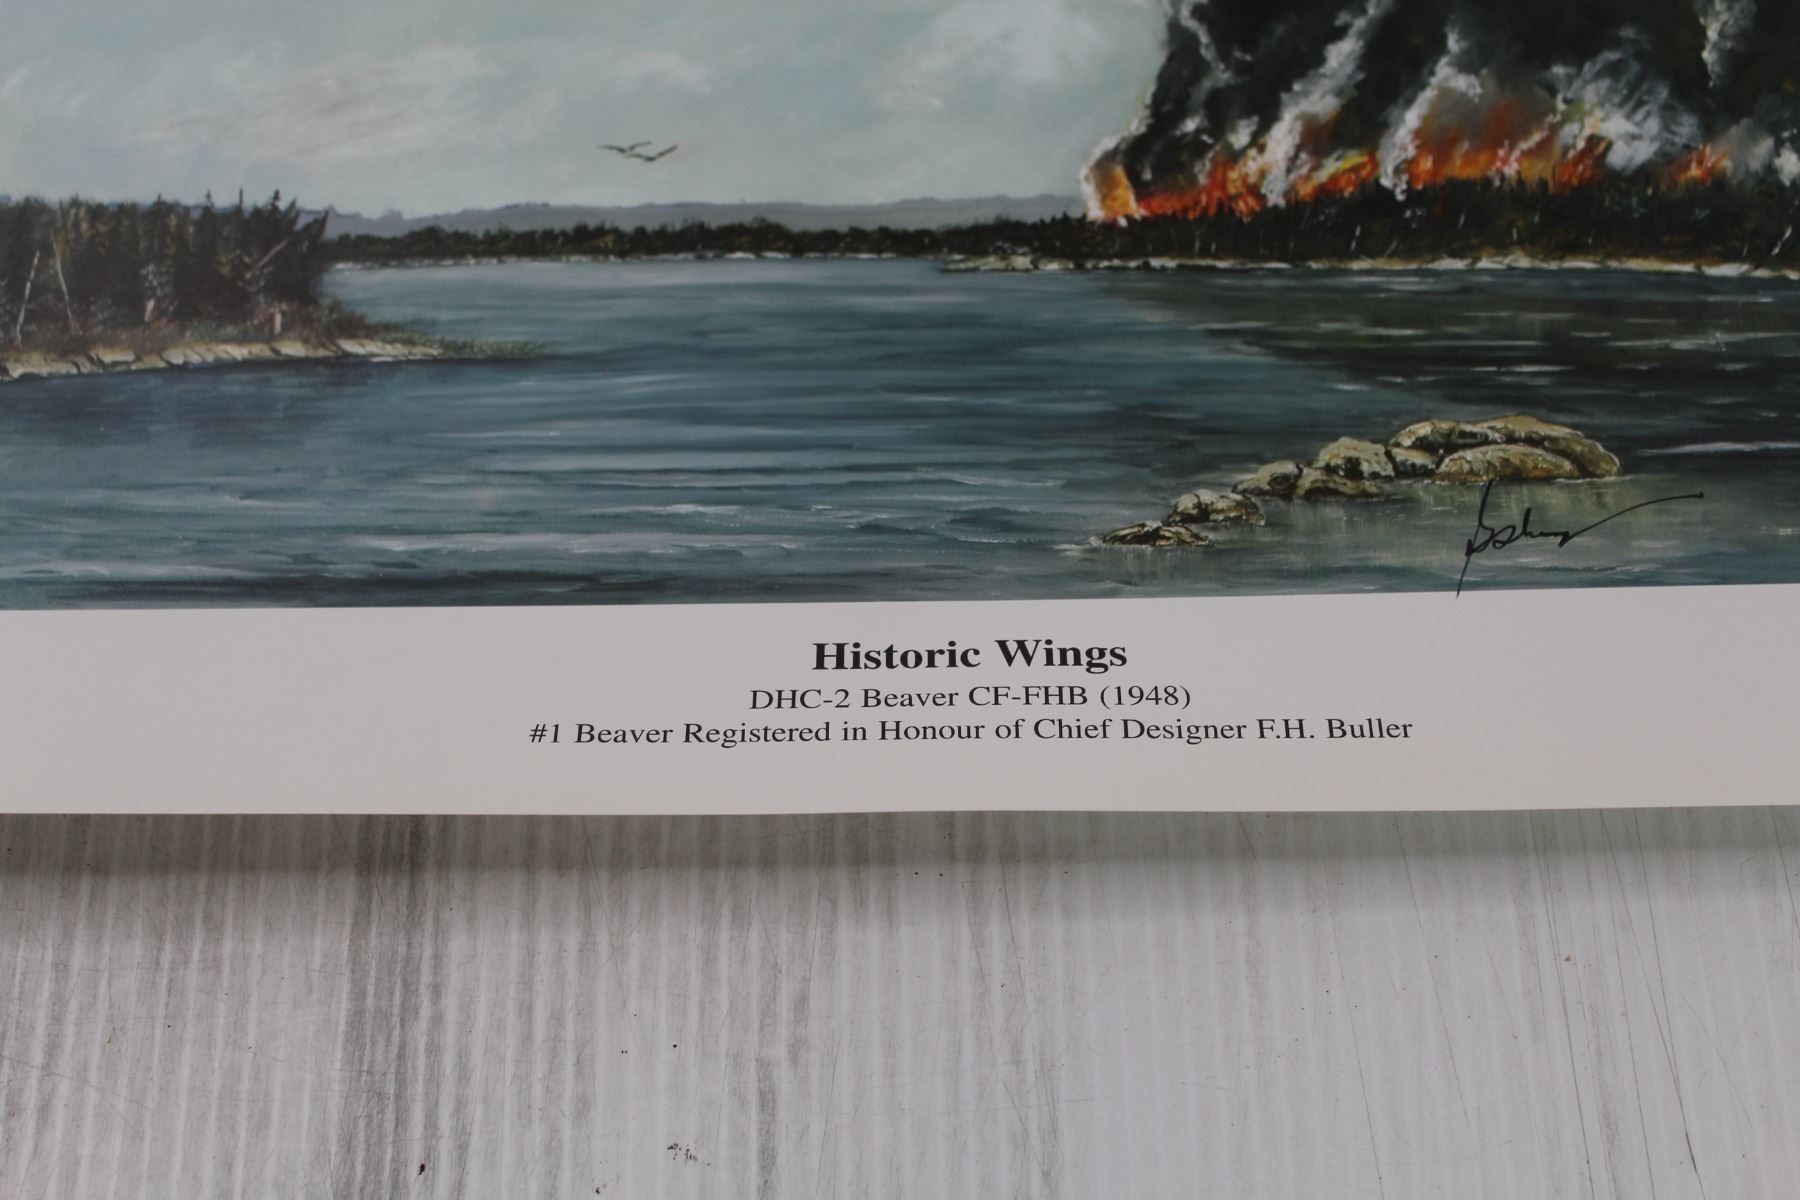 Historic Wings
DHC-2 Beaver CF-FHB (1948)
#1 Beaver Registered in Honour of Chief Designer F.H. Buller